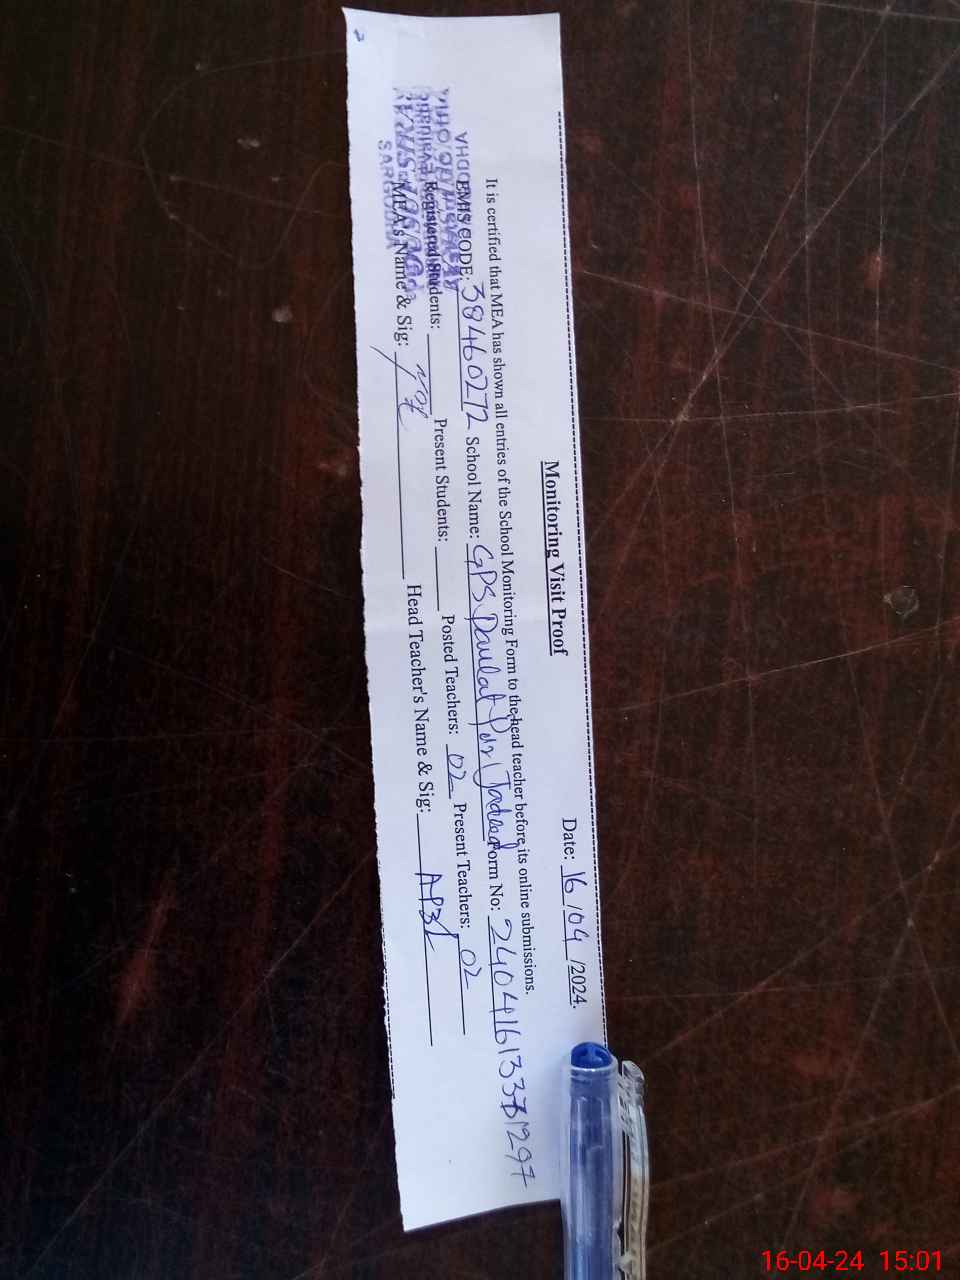 Monitoring Visit Proof
Date: 16/04/2024.
It is certified that MEA has shown all entries of the School Monitoring Form to the head teacher before its online submissions.
EMIS CODE: 38460272 School Name: GPS Daulat Pur Form No:
Registered Students: Present Students: Posted Teachers: 02 Present Teachers: 02
MEA's Name & Sig: Head Teacher's Name & Sig:
SARGODHA
16-04-24 15:01